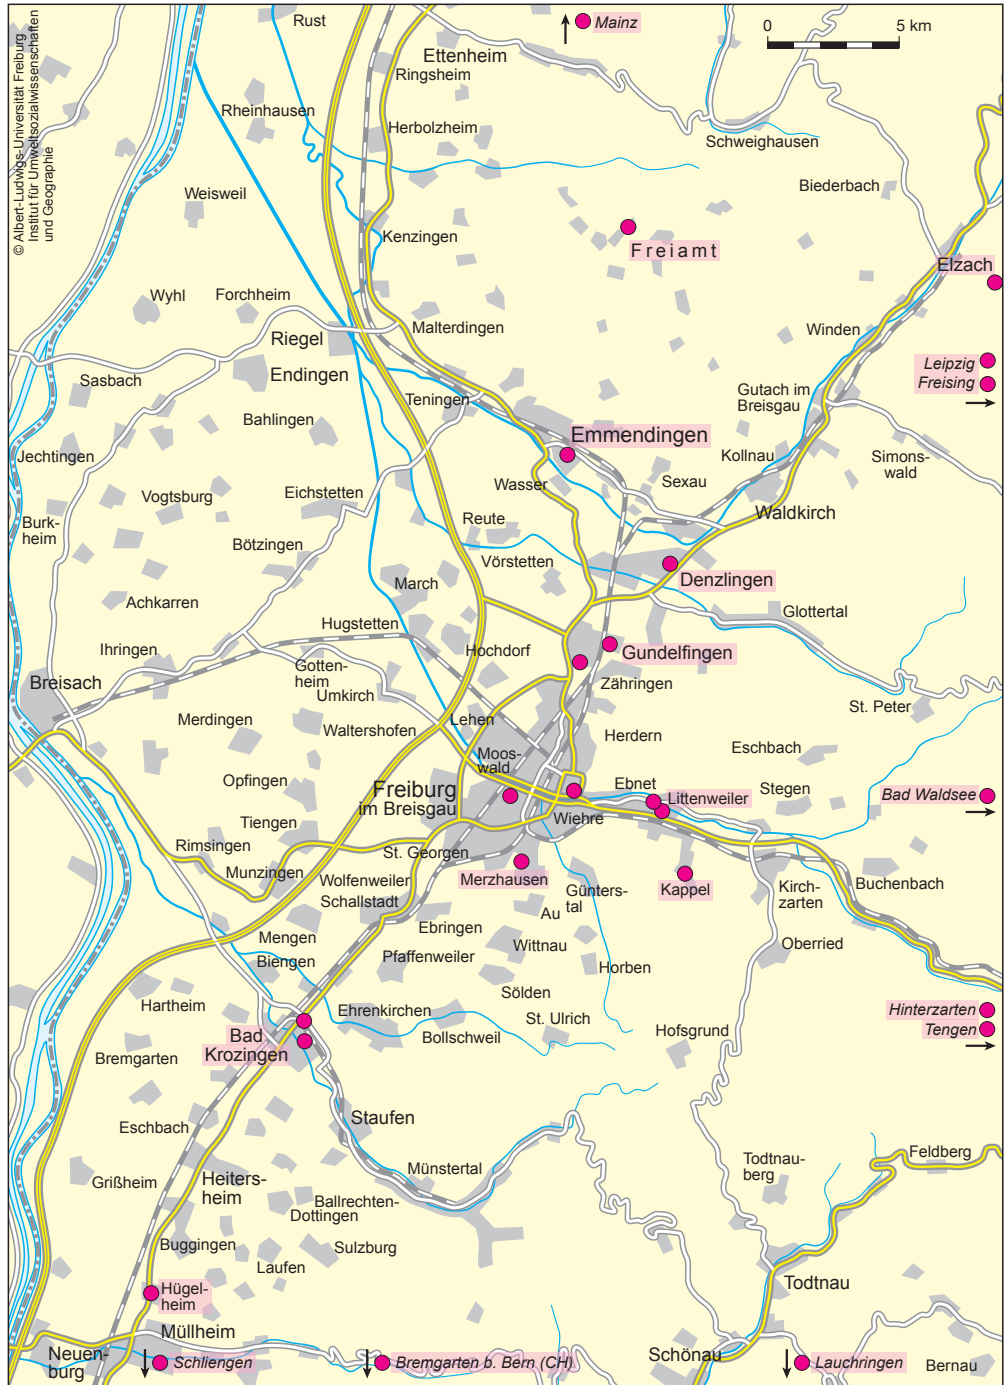 © Albert-Ludwigs-Universität Freiburg
Institut für Umweltsozialwissenschaften
und Geographie
Rust
Mainz
0 5 km
Ettenheim
Ringsheim
Rheinhausen
Herbolzheim
Schweighausen
Weisweil
Biederbach
Kenzingen
Freiamt
Elzach
Wyhl
Forchheim
Malterdingen
Winden
Riegel
Leipzig
Freising
Sasbach
Endingen
Gutach im
Breisgau
Teningen
Bahlingen
Emmendingen
Jechtingen
Kollnau
Simons-
wald
Sexau
Wasser
Vogtsburg
Eichstetten
Burk-
heim
Waldkirch
Reute
Bötzingen
Vörstetten
March
Denzlingen
Achkarren
Glottertal
Hugstetten
Ihringen
Hochdorf
Gundelfingen
Gotten-
heim
Breisach
Umkirch
Zähringen
St. Peter
Merdingen
Waltershofen
Lehen
Herdern
Eschbach
Moos-
wald
Opfingen
Freiburg
im Breisgau
Ebnet
Stegen
Littenweiler
Bad Waldsee
Tiengen
Wiehre
Rimsingen
St. Georgen
Munzingen
Wolfenweiler
Schallstadt
Merzhausen
Günters-
tal
Kappel
Kirch-
zarten
Buchenbach
Au
Mengen
Ebringen
Wittnau
Oberried
Biengen
Pfaffenweiler
Horben
Sölden
Hartheim
Ehrenkirchen
St. Ulrich
Hinterzarten
Tengen
Bad
Krozingen
Bollschweil
Hofsgrund
Bremgarten
Staufen
Eschbach
Feldberg
Münstertal
Todtnau-
berg
Grißheim
Heiters-
heim
Ballrechten-
Dottingen
Buggingen
Sulzburg
Laufen
Todtnau
Hügel-
heim
Müllheim
Neuen-
burg
Schliengen
Bremgarten b. Bern (CH)
Schönau
Lauchringen
Bernau